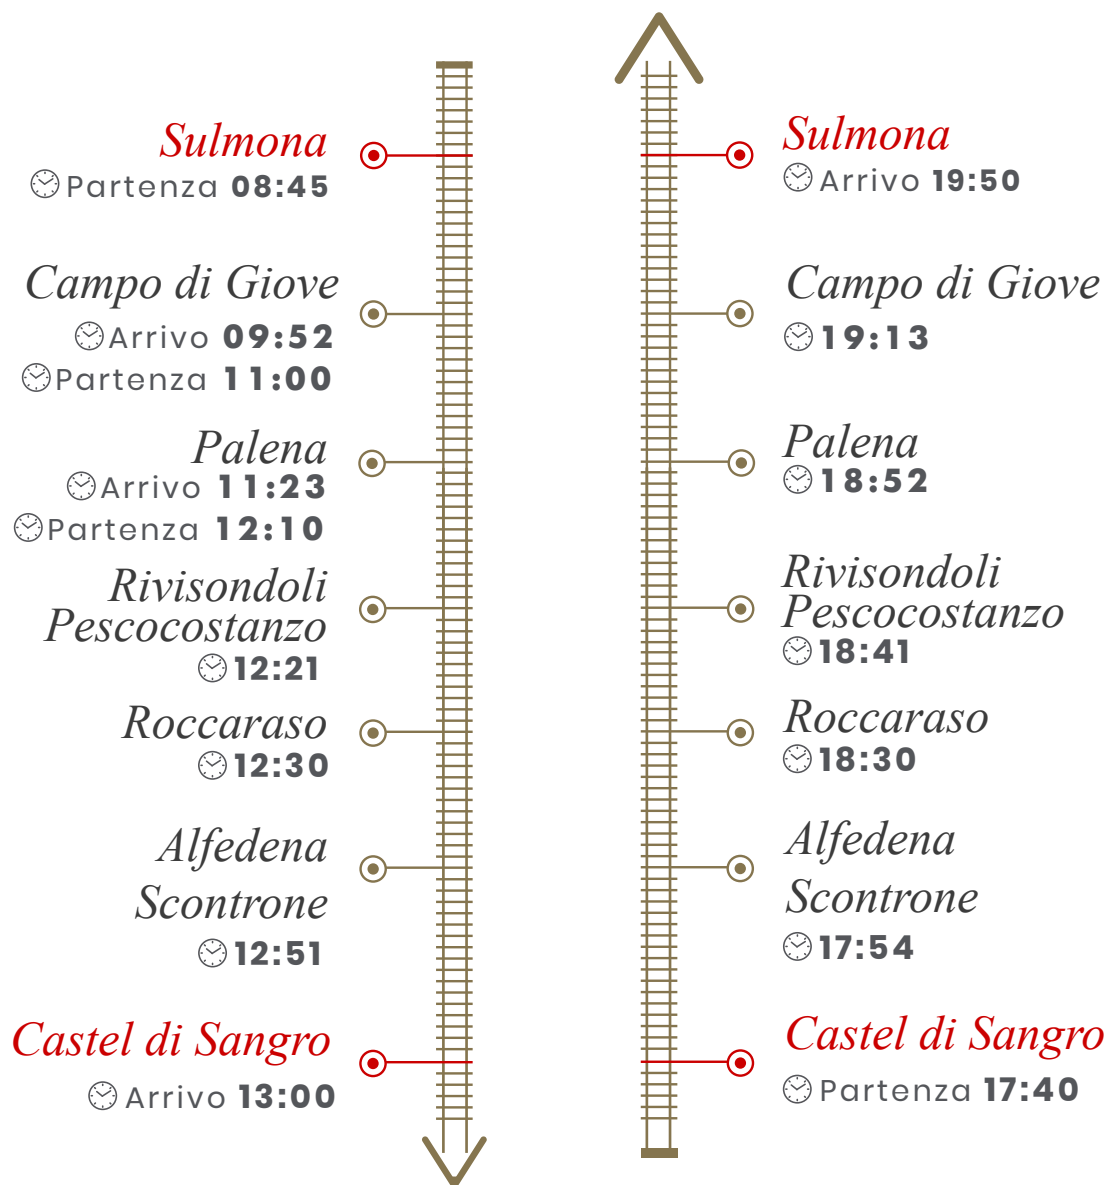 Sulmona
Partenza 08:45
Campo di Giove
Arrivo 09:52
Partenza 11:00
Palena
Arrivo 11:23
Partenza 12:10
Rivisondoli
Pescocostanzo
12:21
Roccaraso
12:30
Alfedena
Scontrone
12:51
Castel di Sangro
Arrivo 13:00
Sulmona
Arrivo 19:50
Campo di Giove
19:13
Palena
18:52
Rivisondoli
Pescocostanzo
18:41
Roccaraso
18:30
Alfedena
Scontrone
17:54
Castel di Sangro
Partenza 17:40